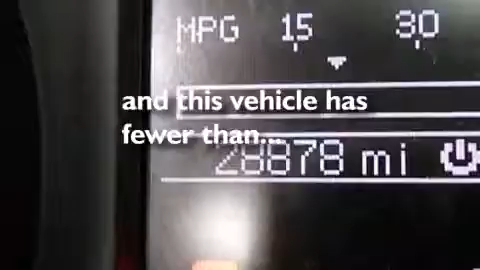 MPG 15 30
and this vehicle has
fewer than...
28878 mi